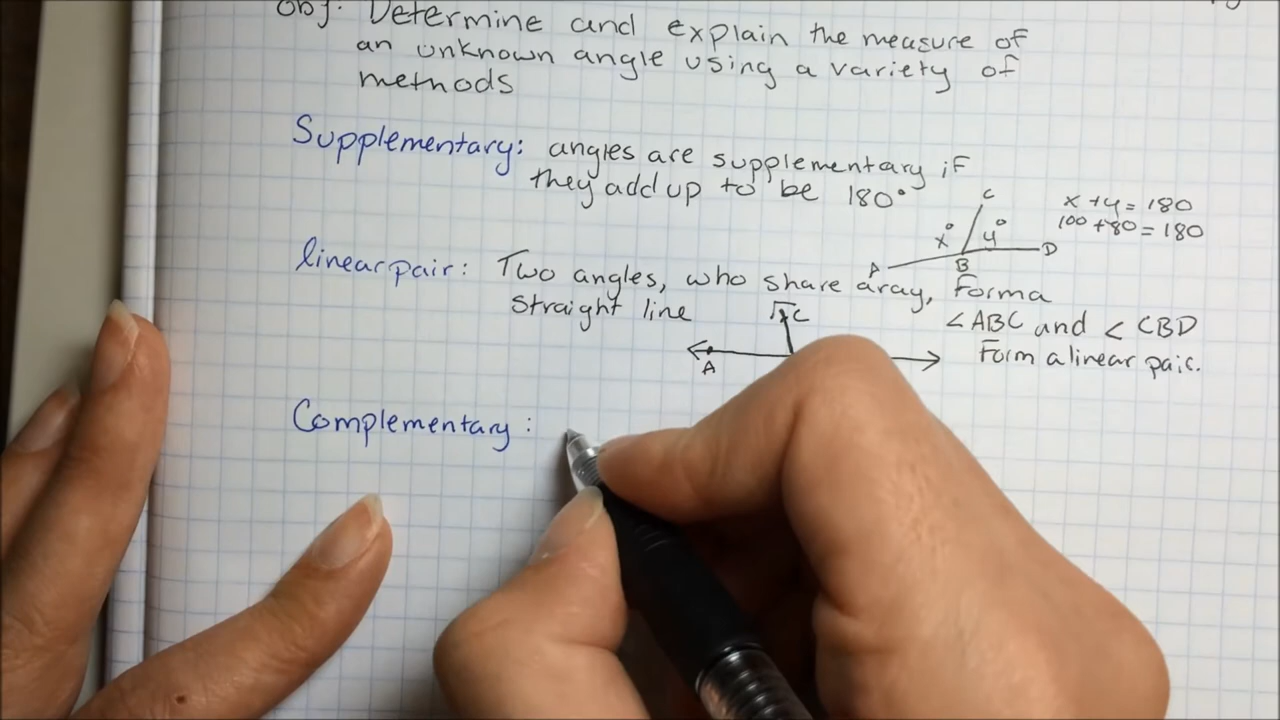 Obj: Determine and explain the measure of
an unknown angle using a variety of
methods
Supplementary: angles are supplementary if
they add up to be 180°
C
x° y°
A B D
x + y = 180
100 + 80 = 180
linear pair: Two angles, who share a ray, form a
straight line
C
A
∠ABC and ∠CBD
form a linear pair.
Complementary: